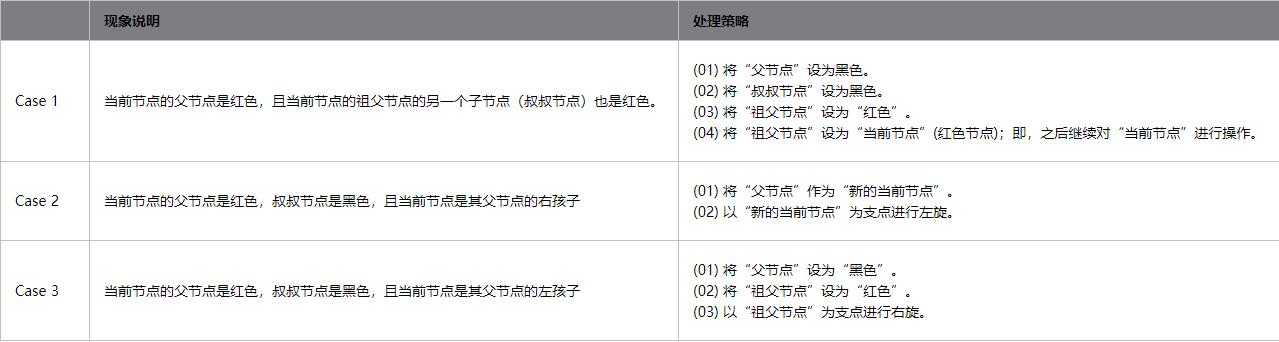 现象说明
处理策略
Case 1
当前节点的父节点是红色，且当前节点的祖父节点的另一个子节点（叔叔节点）也是红色。
(01) 将“父节点”设为黑色。
(02) 将“叔叔节点”设为黑色。
(03) 将“祖父节点”设为“红色”。
(04) 将“祖父节点”设为“当前节点”(红色节点)；即，之后继续对“当前节点”进行操作。
Case 2
当前节点的父节点是红色，叔叔节点是黑色，且当前节点是其父节点的右孩子
(01) 将“父节点”作为“新的当前节点”。
(02) 以“新的当前节点”为支点进行左旋。
Case 3
当前节点的父节点是红色，叔叔节点是黑色，且当前节点是其父节点的左孩子
(01) 将“父节点”设为“黑色”。
(02) 将“祖父节点”设为“红色”。
(03) 以“祖父节点”为支点进行右旋。